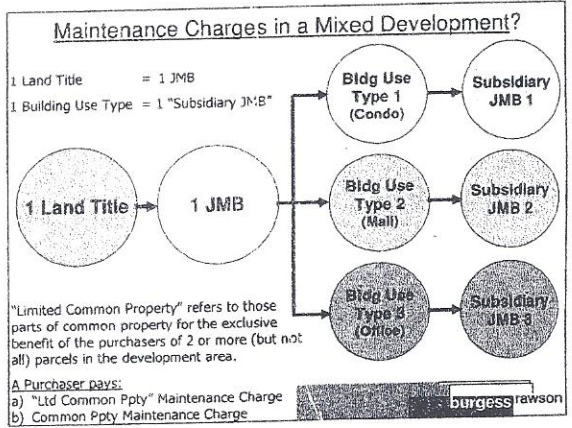 Maintenance Charges in a Mixed Development?
1 Land Title = 1 JMB
1 Building Use Type = 1 "Subsidiary JMB"
1 Land Title
1 JMB
Bldg Use
Type 1
(Condo)
Subsidiary
JMB 1
Bldg Use
Type 2
(Mall)
Subsidiary
JMB 2
Bldg Use
Type 3
(Office)
Subsidiary
JMB 3
"Limited Common Property" refers to those
parts of common property for the exclusive
benefit of the purchasers of 2 or more (but not
all) parcels in the development area.
A Purchaser pays:
a) "Ltd Common Ppty" Maintenance Charge
b) Common Ppty Maintenance Charge
burgess rawson